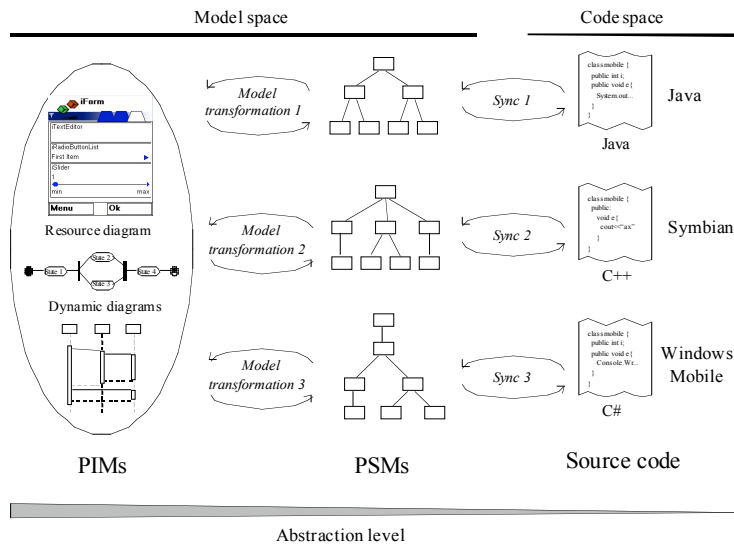 Model space
Code space
iForm
iTextEditor
iRadioButtonList
First Item
iSlider
1
min max
Menu Ok
Resource diagram
State 1
State 2
State 3
State 4
Dynamic diagrams
PIMs
Model
transformation 1
Model
transformation 2
Model
transformation 3
PSMs
Sync 1
Sync 2
Sync 3
class mobile {
public int i;
public void e{
System.out...
}
}
Java
Java
class mobile {
public:
void e{
cout<<"ax"
}
}
C++
Symbian
class mobile {
public int i;
public void e{
Console.Wr...
}
}
C#
Windows
Mobile
Source code
Abstraction level